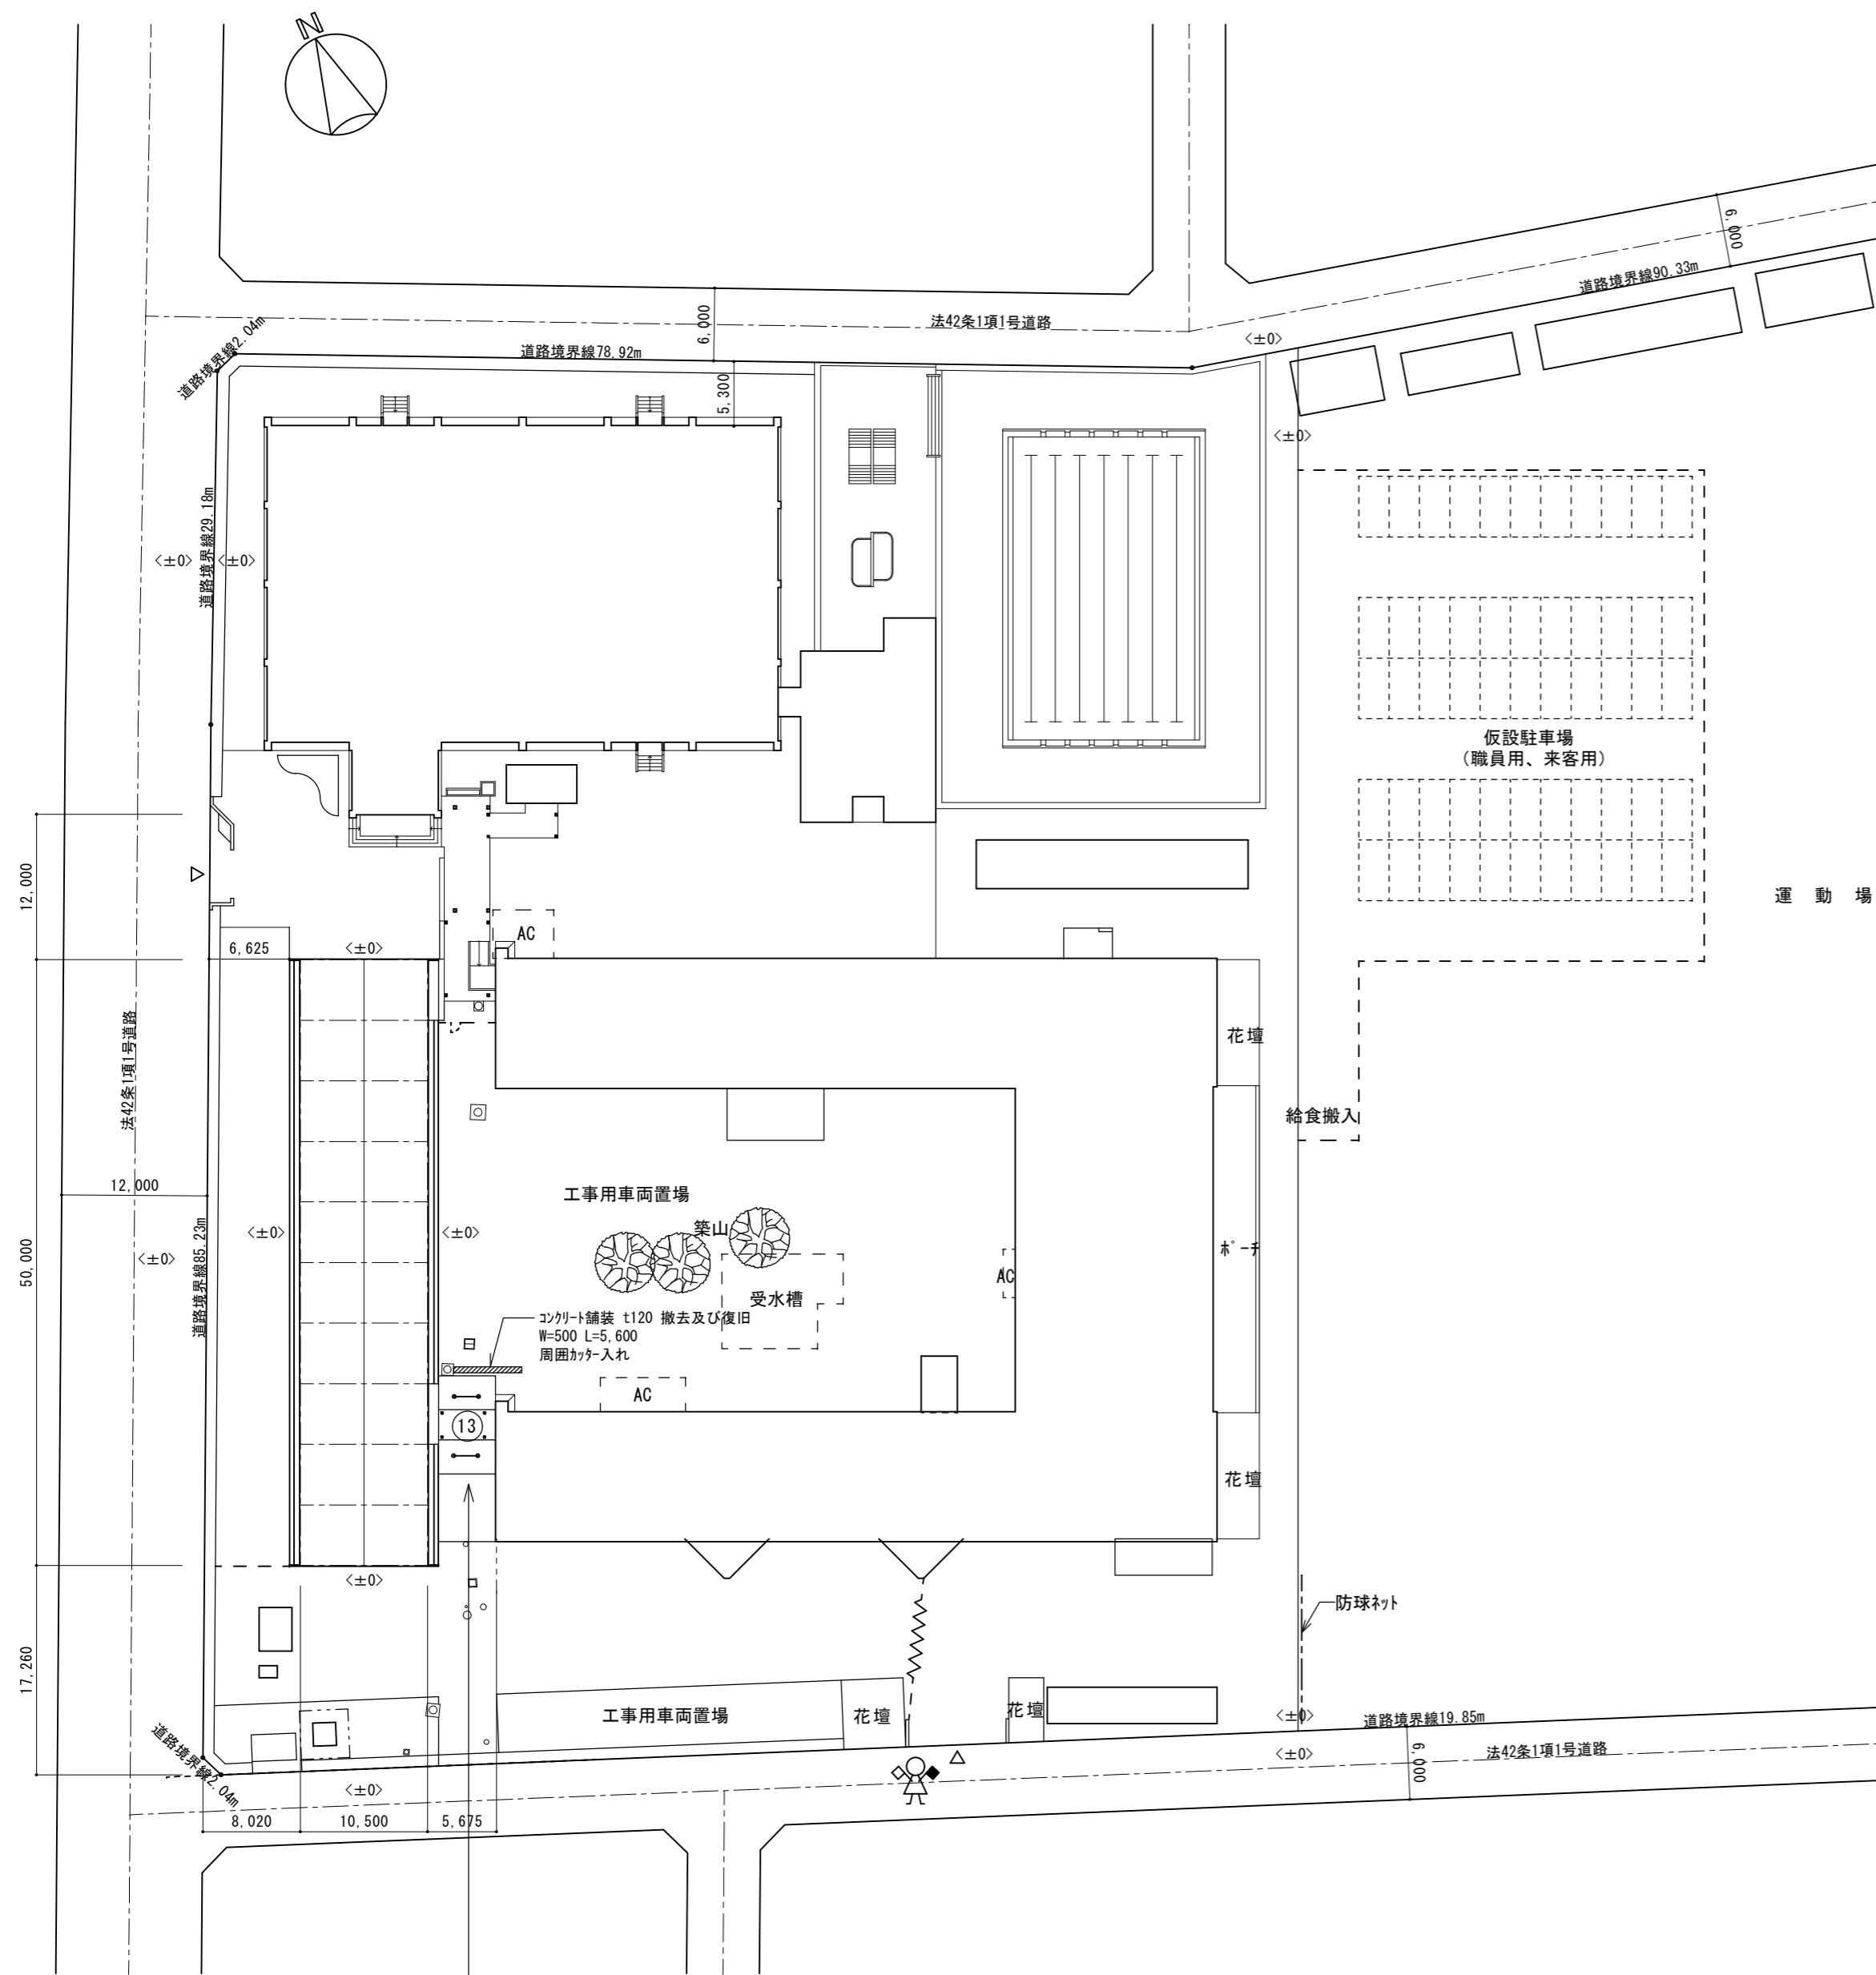 N
6,000
道路境界線90.33m
道路境界線2.04m
6,000
法42条1項1号道路
<±0>
道路境界線78.92m
5,300
<±0>
道路境界線29.18m
<±0>
<±0>
仮設駐車場
（職員用、来客用）
12,000
運 動 場
AC
6,625
<±0>
花壇
法42条1項1号道路
給食搬入
12,000
工事用車両置場
築山
<±0>
<±0>
<±0>
ﾎﾟｰﾁ
50,000
道路境界線85.23m
AC
受水槽
ｺﾝｸﾘｰﾄ舗装 t120 撤去及び復旧
W=500 L=5,600
周囲ｶｯﾀｰ入れ
AC
13
花壇
<±0>
防球ﾈｯﾄ
17,260
工事用車両置場
花壇
花壇
<±0>
道路境界線19.85m
道路境界線2.04m
<±0>
法42条1項1号道路
6,000
<±0>
8,020
10,500
5,675